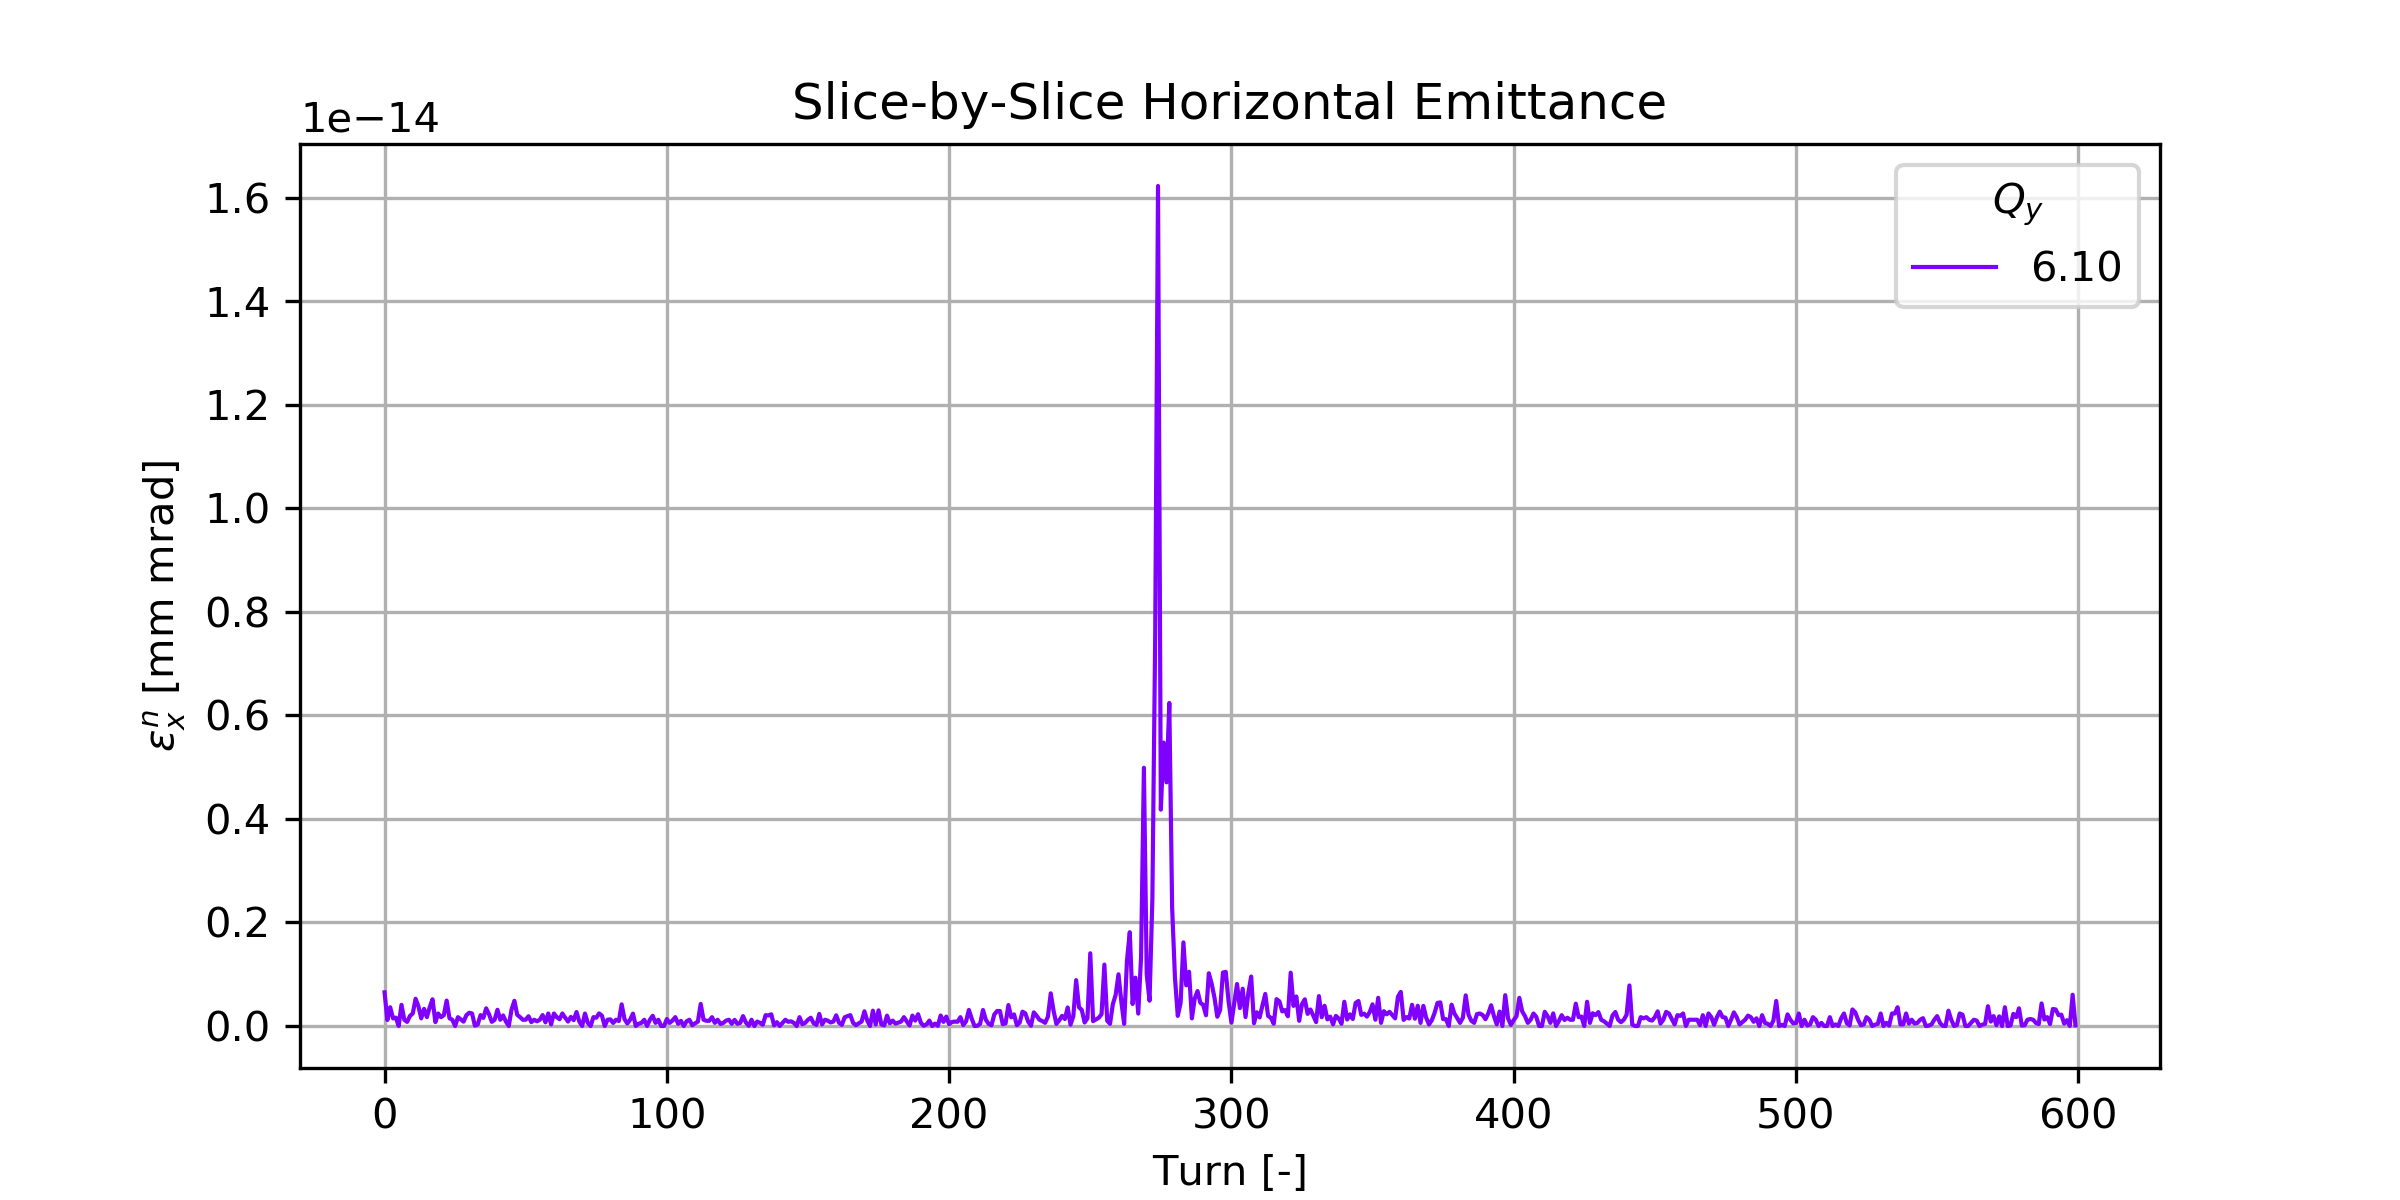 Slice-by-Slice Horizontal Emittance
1e−14
1.6
1.4
1.2
1.0
0.8
0.6
0.4
0.2
0.0
εₓⁿ [mm mrad]
Q_y
6.10
0 100 200 300 400 500 600
Turn [-]